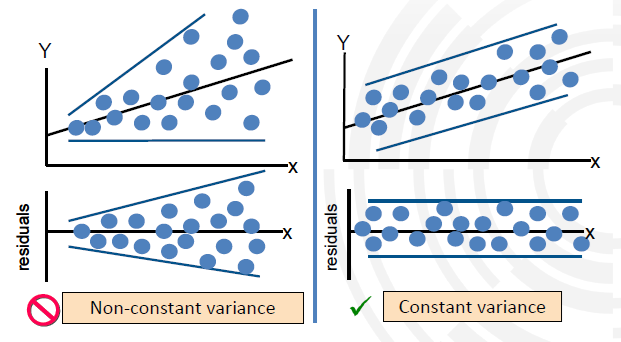 Y
X
residuals
X
Non-constant variance
Y
X
residuals
X
Constant variance